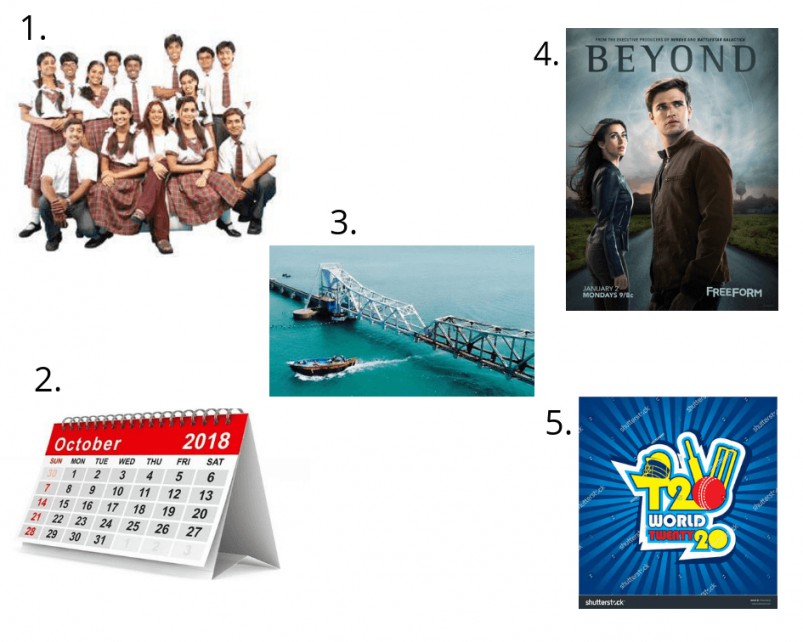 1.
2.
October 2018
SUN MON TUE WED THU FRI SAT
30 1 2 3 4 5 6
7 8 9 10 11 12 13
14 15 16 17 18 19 20
21 22 23 24 25 26 27
28 29 30 31 1 2 3
3.
4.
FROM THE EXECUTIVE PRODUCERS OF HEROES AND BATTLESTAR GALACTICA
BEYOND
JANUARY 2
MONDAYS 9/8c
FREEFORM
5.
shutterstock
T20
WORLD
TWENTY20
shutterstock